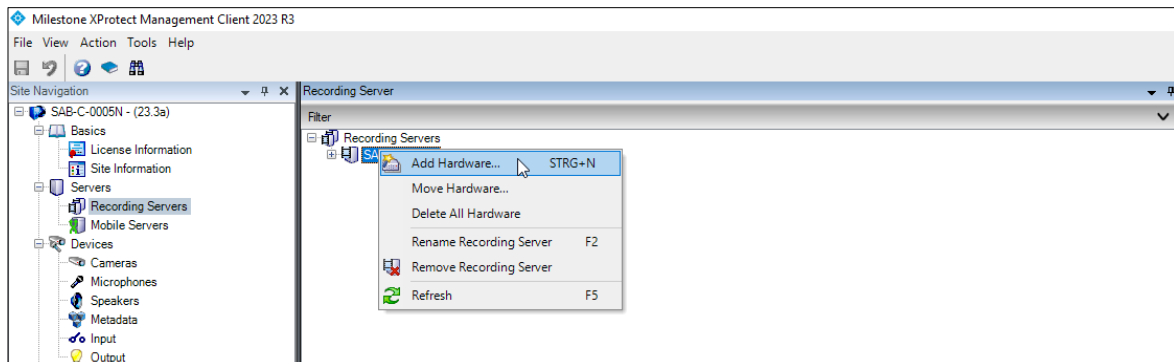 Milestone XProtect Management Client 2023 R3
File View Action Tools Help
Site Navigation
Recording Server
SAB-C-0005N - (23.3a)
Filter
Basics
Recording Servers
License Information
SA
Add Hardware... STRG+N
Site Information
Move Hardware...
Servers
Delete All Hardware
Recording Servers
Mobile Servers
Rename Recording Server F2
Devices
Remove Recording Server
Cameras
Microphones
Refresh F5
Speakers
Metadata
Input
Output